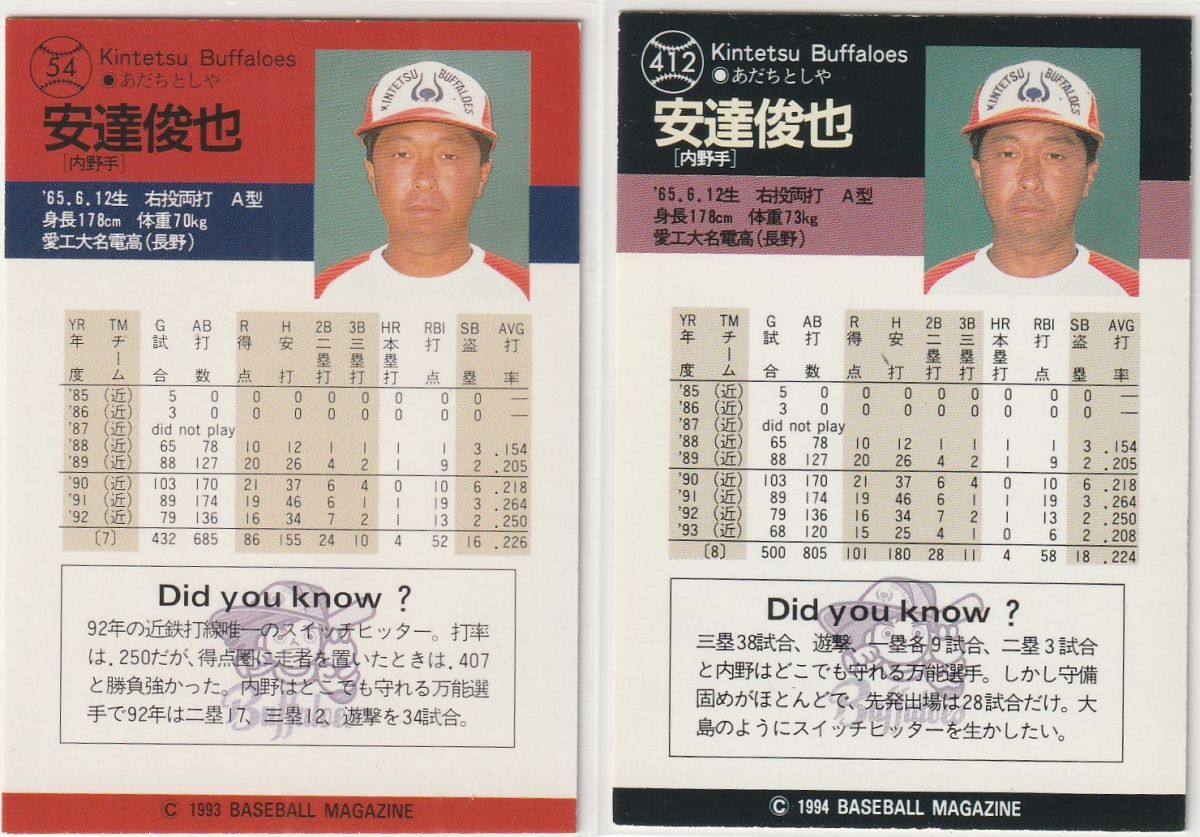 54
Kintetsu Buffaloes
●あだちとしや
安達俊也
[内野手]
'65.6.12生 右投両打 A型
身長178cm 体重70kg
愛工大名電高(長野)
KINTETSU BUFFALOES
YR TM G AB R H 2B 3B HR RBI SB AVG
年度 チーム 試合 打数 得点 安打 二塁打 三塁打 本塁打 打点 盗塁 打率
'85 (近) 5 0 0 0 0 0 0 0 0 —
'86 (近) 3 0 0 0 0 0 0 0 0 —
'87 (近) did not play
'88 (近) 65 78 10 12 1 1 1 1 3 .154
'89 (近) 88 127 20 26 4 2 1 9 2 .205
'90 (近) 103 170 21 37 6 4 0 10 6 .218
'91 (近) 89 174 19 46 6 1 1 19 3 .264
'92 (近) 79 136 16 34 7 2 1 13 2 .250
[7] 432 685 86 155 24 10 4 52 16 .226
Did you know ?
92年の近鉄打線唯一のスイッチヒッター。打率
は.250だが、得点圏に走者を置いたときは.407
と勝負強かった。内野はどこでも守れる万能選
手で92年は二塁17、三塁12、遊撃を34試合。
Buffaloes
© 1993 BASEBALL MAGAZINE
412
Kintetsu Buffaloes
●あだちとしや
安達俊也
[内野手]
'65.6.12生 右投両打 A型
身長178cm 体重73kg
愛工大名電高(長野)
KINTETSU BUFFALOES
YR TM G AB R H 2B 3B HR RBI SB AVG
年度 チーム 試合 打数 得点 安打 二塁打 三塁打 本塁打 打点 盗塁 打率
'85 (近) 5 0 0 0 0 0 0 0 0 —
'86 (近) 3 0 0 0 0 0 0 0 0 —
'87 (近) did not play
'88 (近) 65 78 10 12 1 1 1 1 3 .154
'89 (近) 88 127 20 26 4 2 1 9 2 .205
'90 (近) 103 170 21 37 6 4 0 10 6 .218
'91 (近) 89 174 19 46 6 1 1 19 3 .264
'92 (近) 79 136 16 34 7 2 1 13 2 .250
'93 (近) 68 120 15 25 4 1 0 6 2 .208
[8] 500 805 101 180 28 11 4 58 18 .224
Did you know ?
三塁38試合、遊撃、一塁各9試合、二塁3試合
と内野はどこでも守れる万能選手。しかし守備
固めがほとんどで、先発出場は28試合だけ。大
島のようにスイッチヒッターを生かしたい。
Buffaloes
© 1994 BASEBALL MAGAZINE